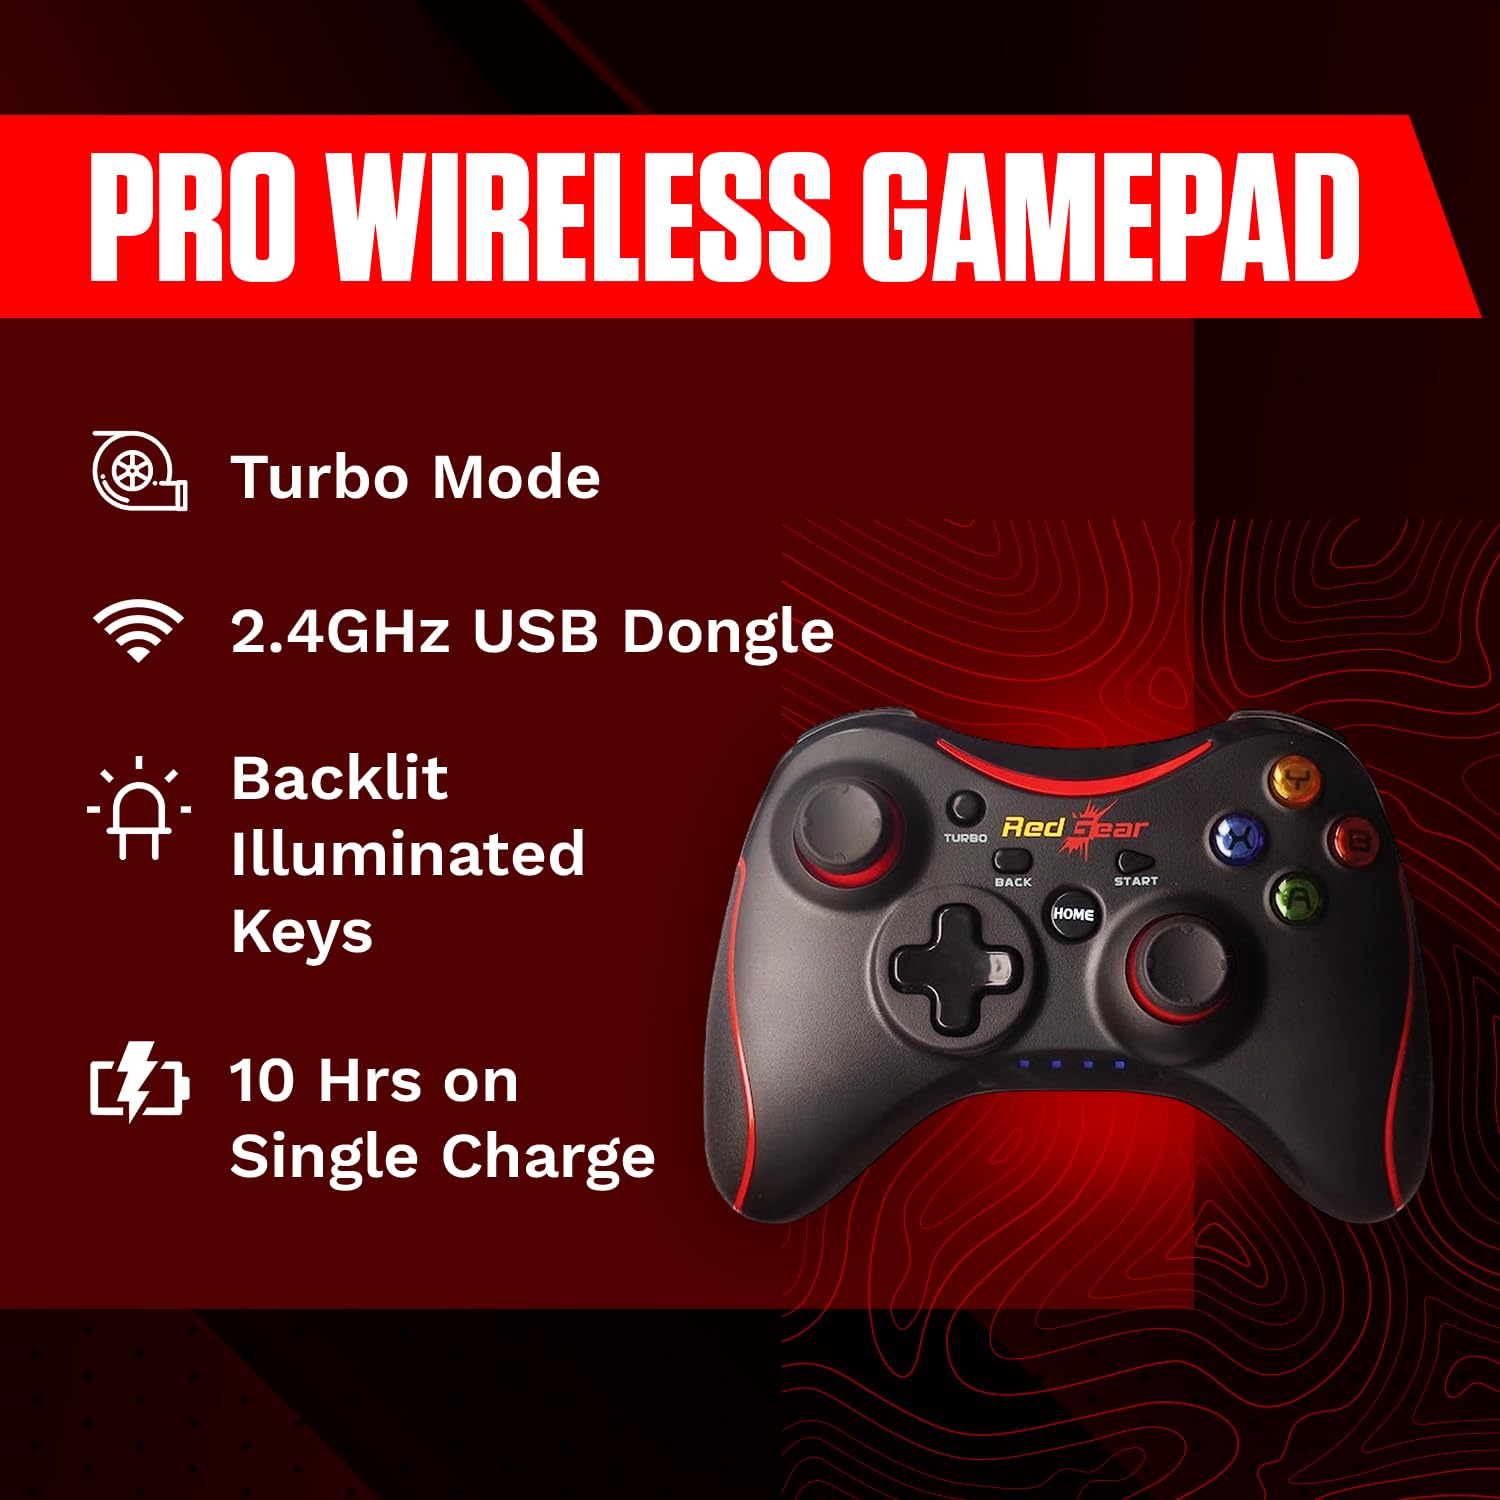 PRO WIRELESS GAMEPAD
Turbo Mode
2.4GHz USB Dongle
Backlit
Illuminated
Keys
10 Hrs on
Single Charge
TURBO
Red Gear
BACK
START
HOME
Y
X
B
A